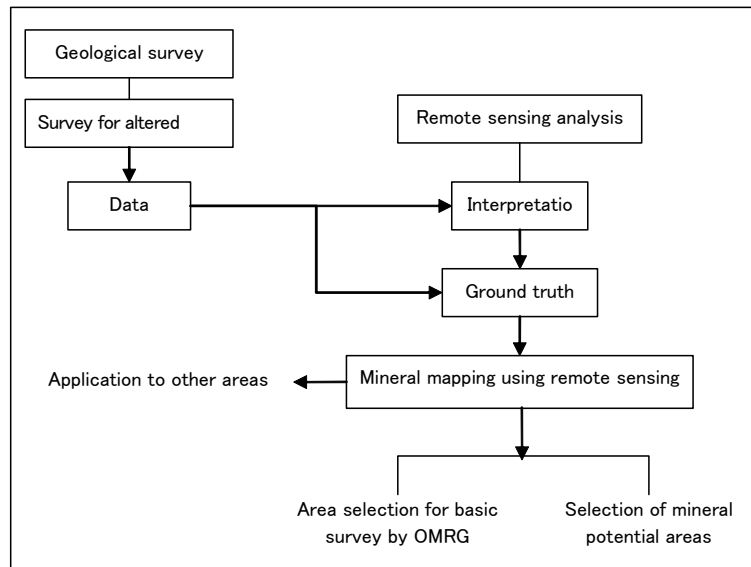 Geological survey
Survey for altered
Remote sensing analysis
Data
Interpretatio
Ground truth
Application to other areas
Mineral mapping using remote sensing
Area selection for basic
survey by OMRG
Selection of mineral
potential areas